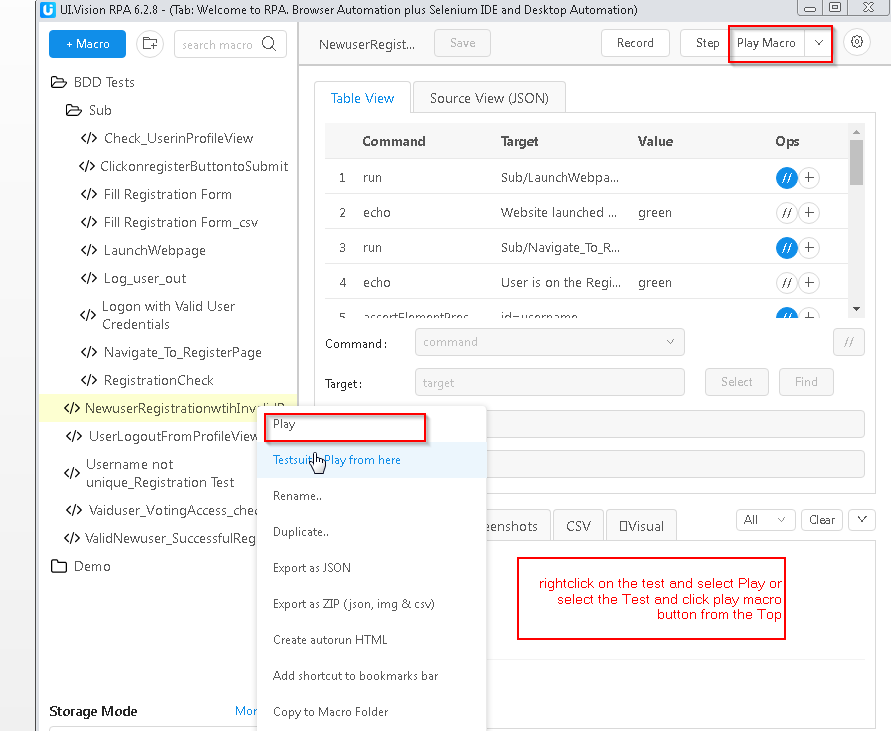 UI.Vision RPA 6.2.8 - (Tab: Welcome to RPA. Browser Automation plus Selenium IDE and Desktop Automation)
+ Macro
search macro
NewuserRegist...
Save
Record
Step
Play Macro
BDD Tests
Sub
</> Check_UserinProfileView
</> ClickonregisterButtontoSubmit
</> Fill Registration Form
</> Fill Registration Form_csv
</> LaunchWebpage
</> Log_user_out
</> Logon with Valid User
Credentials
</> Navigate_To_RegisterPage
</> RegistrationCheck
</> NewuserRegistrationwtihInvalidP
</> UserLogoutFromProfileView
</> Username not
unique_Registration Test
</> Vaiduser_VotingAccess_chec
</> ValidNewuser_SuccessfulReg
Demo
Storage Mode
Mor
Table View
Source View (JSON)
Command Target Value Ops
1 run Sub/LaunchWebpa... // +
2 echo Website launched ... green // +
3 run Sub/Navigate_To_R... // +
4 echo User is on the Regi... green // +
5 assertElementPres id=username // +
Command:
command
//
Target:
target
Select
Find
Play
Testsuit Play from here
Rename..
Duplicate..
Export as JSON
Export as ZIP (json, img & csv)
Create autorun HTML
Add shortcut to bookmarks bar
Copy to Macro Folder
eenshots
CSV
Visual
All
Clear
rightclick on the test and select Play or
select the Test and click play macro
button from the Top